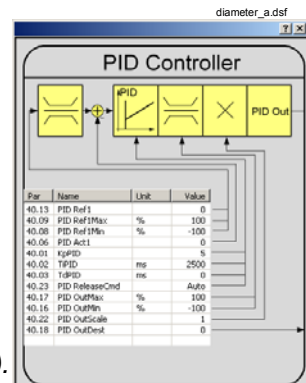 diameter_a.dsf
PID Controller
PID
PID Out
Par Name Unit Value
40.13 PID Ref1 0
40.09 PID Ref1Max % 100
40.08 PID Ref1Min % -100
40.06 PID Act1 0
40.01 KpPID 5
40.02 TiPID ms 2500
40.03 TdPID ms 0
40.23 PID ReleaseCmd Auto
40.17 PID OutMax % 100
40.16 PID OutMin % -100
40.22 PID OutScale 1
40.18 PID OutDest 0
).